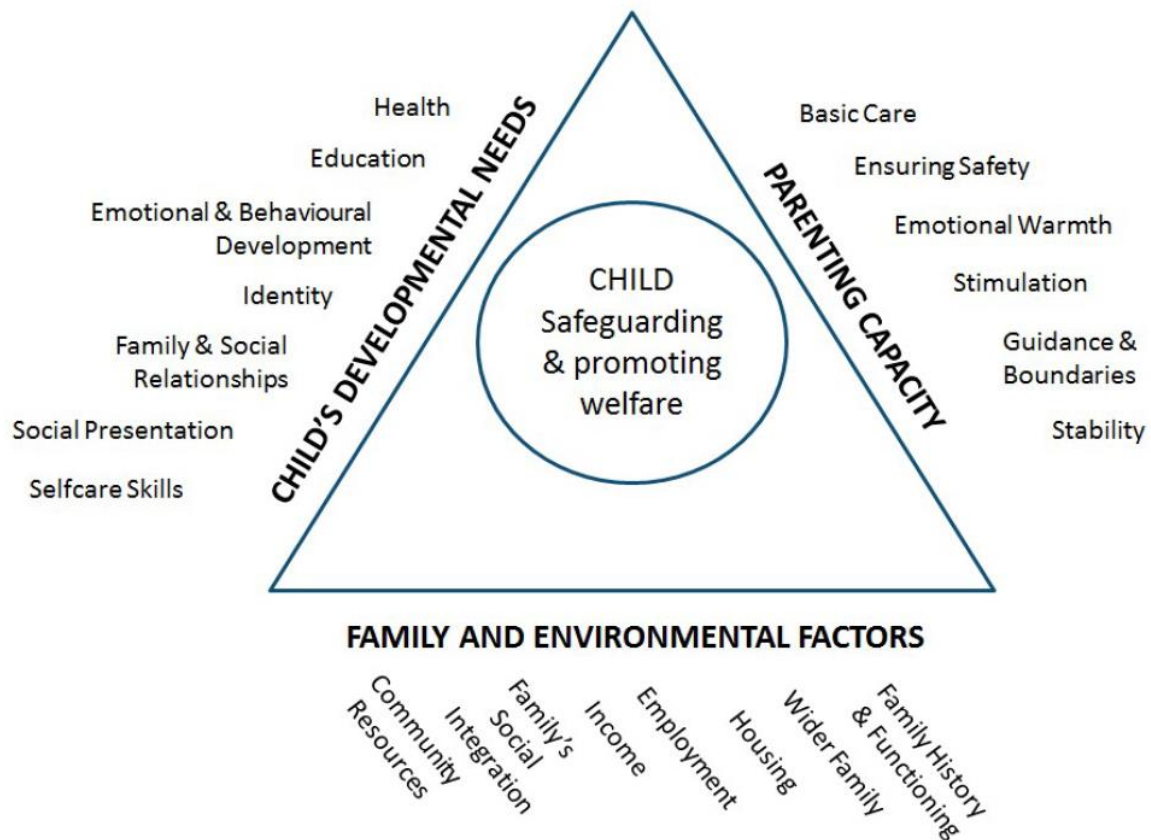 Health
Education
Emotional & Behavioural
Development
Identity
Family & Social
Relationships
Social Presentation
Selfcare Skills
CHILD'S DEVELOPMENTAL NEEDS
CHILD
Safeguarding
& promoting
welfare
PARENTING CAPACITY
Basic Care
Ensuring Safety
Emotional Warmth
Stimulation
Guidance &
Boundaries
Stability
FAMILY AND ENVIRONMENTAL FACTORS
Community
Resources
Family's
Social
Integration
Income
Employment
Housing
Wider Family
Family History
& Functioning